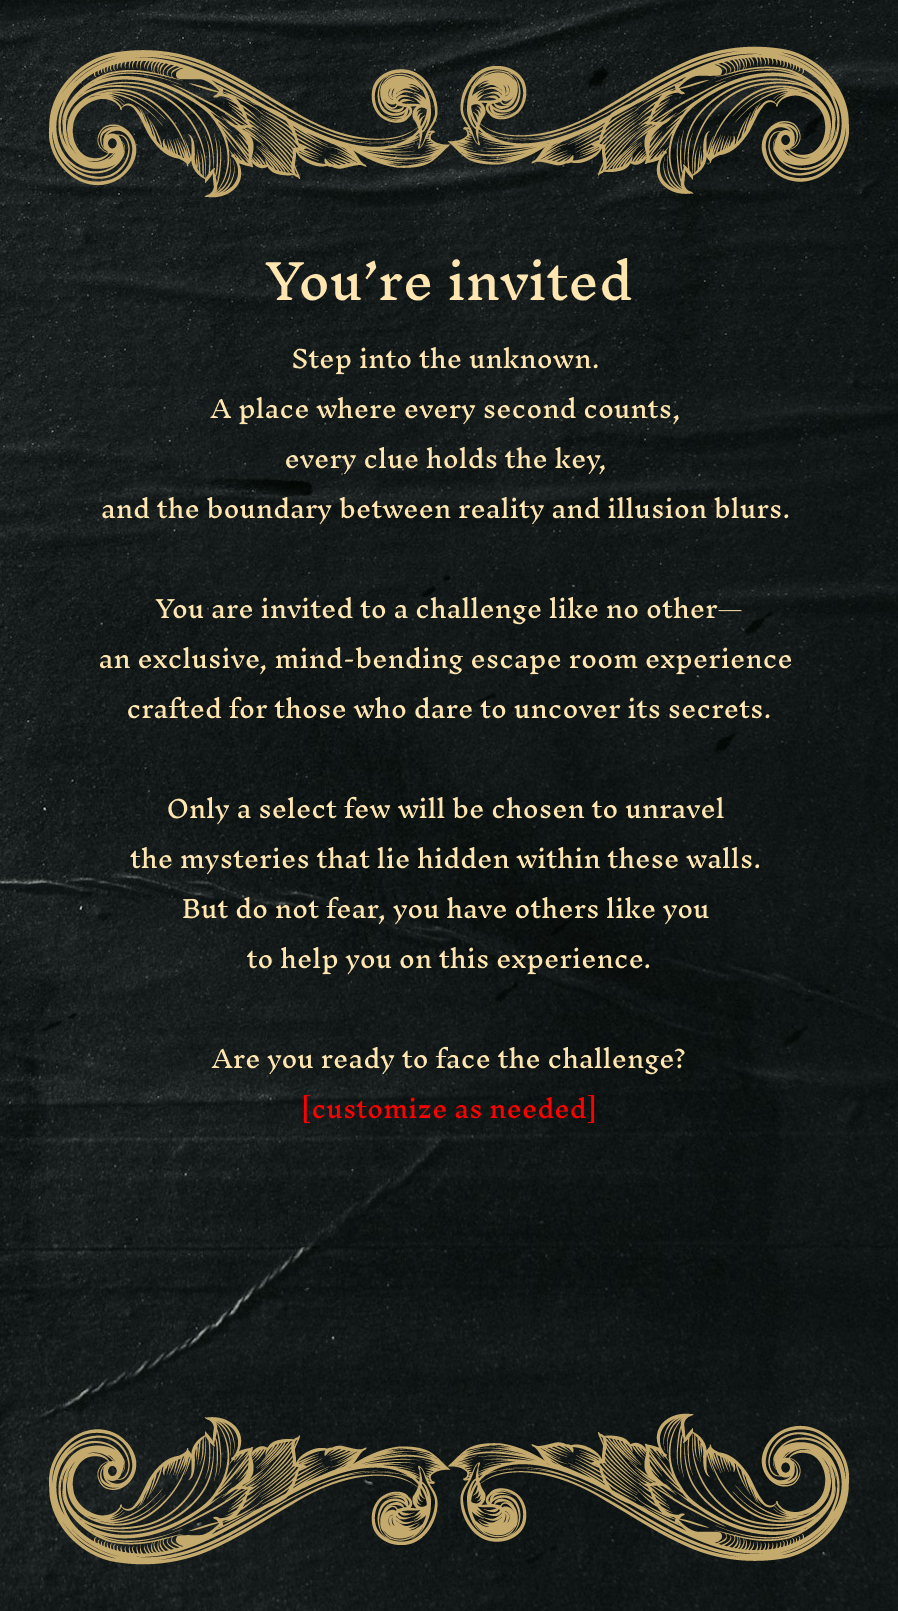 You’re invited
Step into the unknown.
A place where every second counts,
every clue holds the key,
and the boundary between reality and illusion blurs.
You are invited to a challenge like no other—
an exclusive, mind-bending escape room experience
crafted for those who dare to uncover its secrets.
Only a select few will be chosen to unravel
the mysteries that lie hidden within these walls.
But do not fear, you have others like you
to help you on this experience.
Are you ready to face the challenge?
[customize as needed]